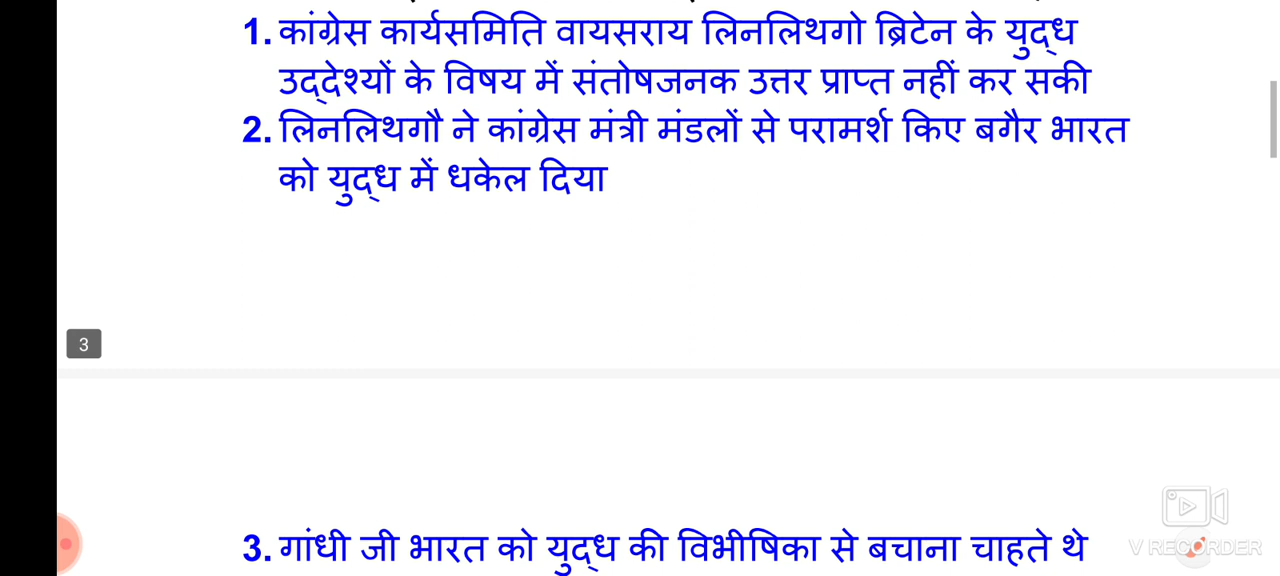 1. कांग्रेस कार्यसमिति वायसराय लिनलिथगो ब्रिटेन के युद्ध
उद्देश्यों के विषय में संतोषजनक उत्तर प्राप्त नहीं कर सकी
2. लिनलिथगौ ने कांग्रेस मंत्री मंडलों से परामर्श किए बगैर भारत
को युद्ध में धकेल दिया
3
3. गांधी जी भारत को युद्ध की विभीषिका से बचाना चाहते थे
V RECORDER